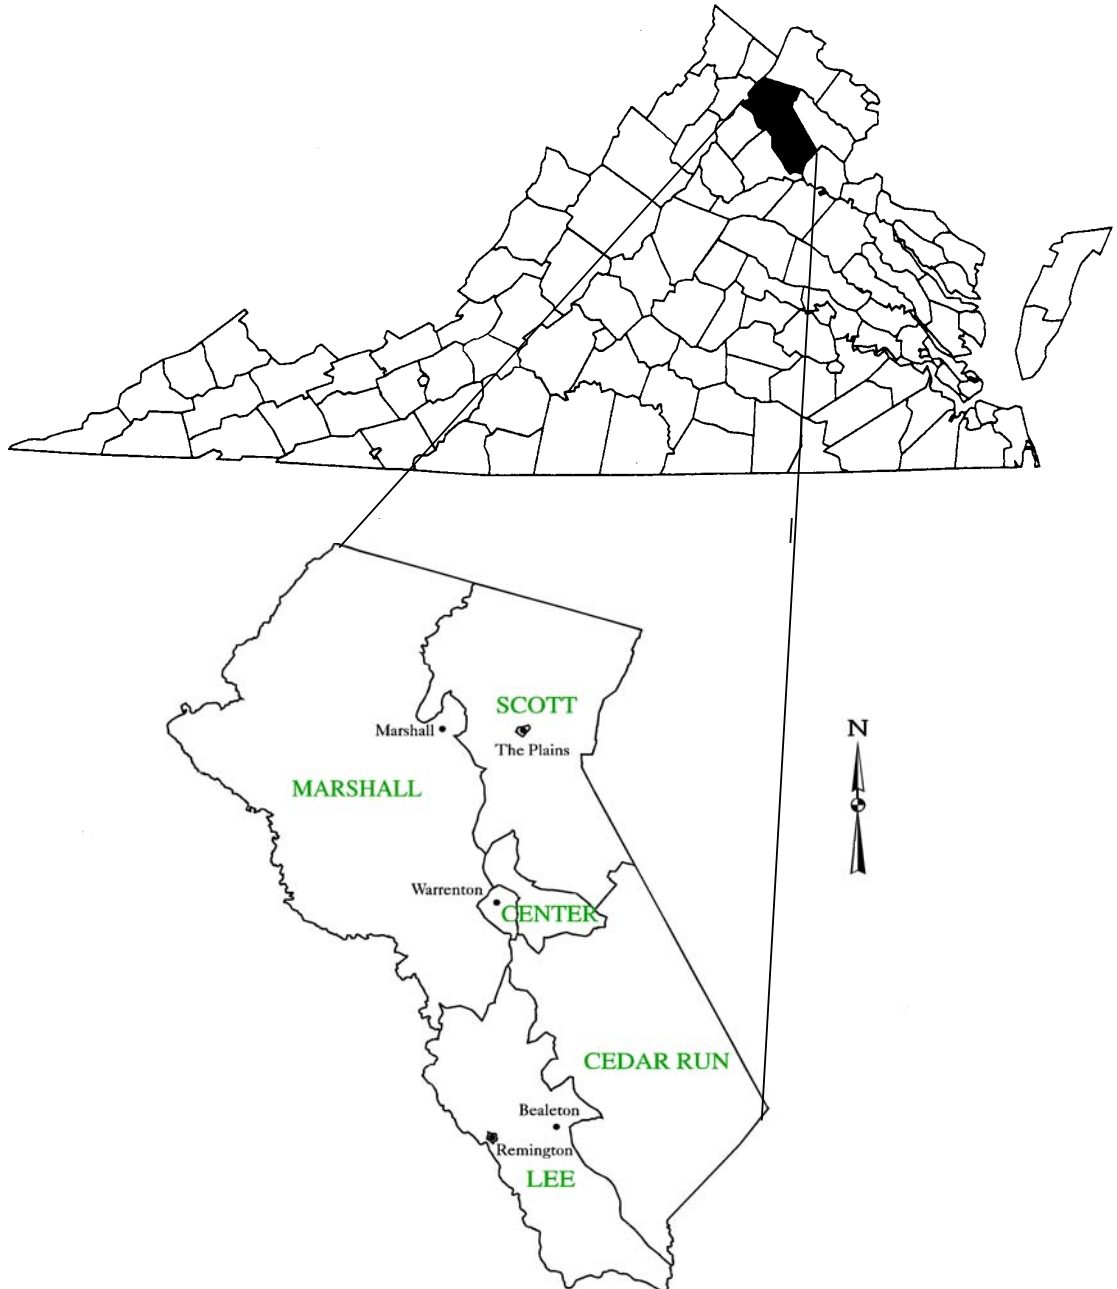 SCOTT
N
Marshall
The Plains
MARSHALL
Warrenton
CENTER
CEDAR RUN
Bealeton
Remington
LEE